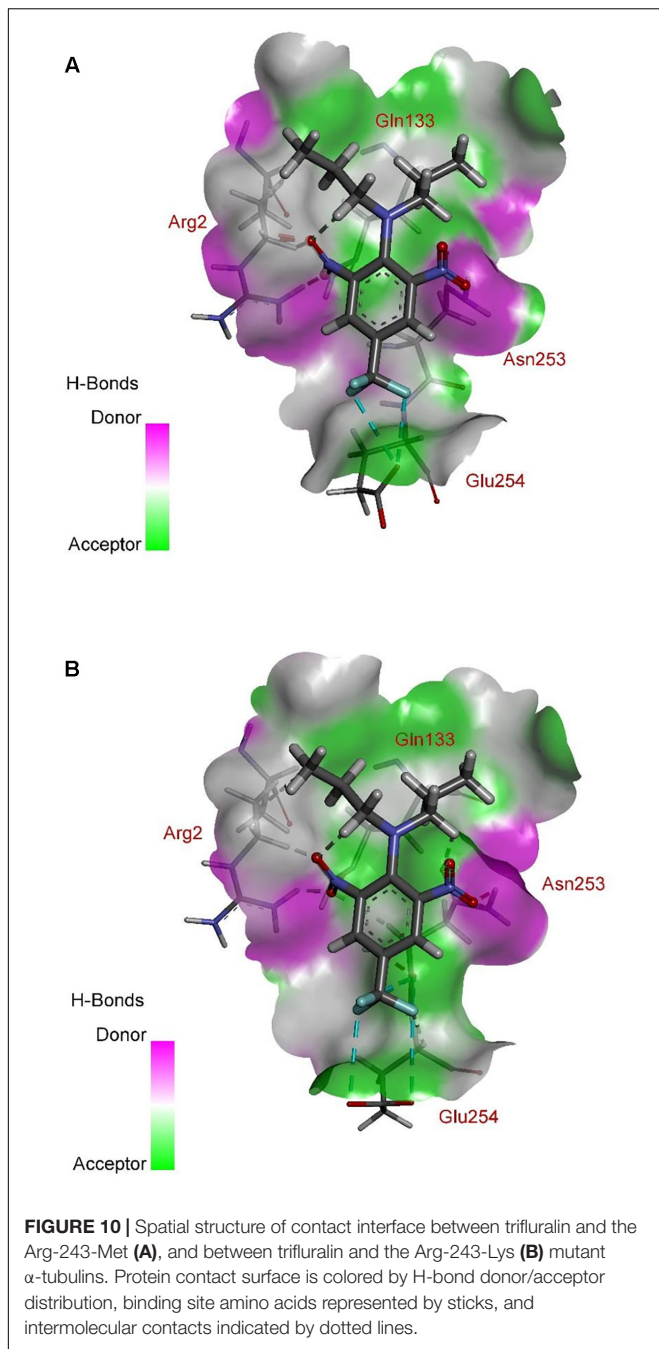 A
Gln133
Arg2
Asn253
H-Bonds
Donor
Acceptor
Glu254
B
Gln133
Arg2
Asn253
H-Bonds
Donor
Acceptor
Glu254
FIGURE 10 | Spatial structure of contact interface between trifluralin and the
Arg-243-Met (A), and between trifluralin and the Arg-243-Lys (B) mutant
α-tubulins. Protein contact surface is colored by H-bond donor/acceptor
distribution, binding site amino acids represented by sticks, and
intermolecular contacts indicated by dotted lines.